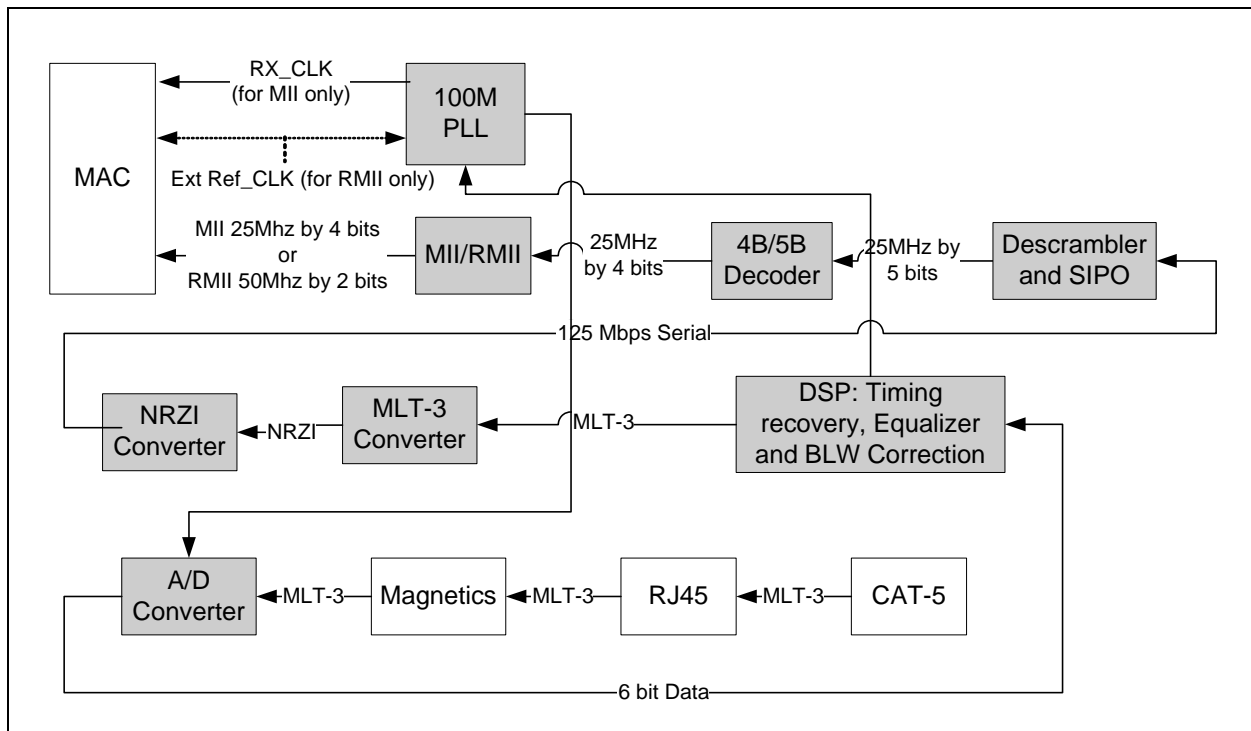 RX_CLK
(for MII only)
100M
PLL
MAC
Ext Ref_CLK (for RMII only)
MII 25Mhz by 4 bits
or
RMII 50Mhz by 2 bits
MII/RMII
25MHz
by 4 bits
4B/5B
Decoder
25MHz by
5 bits
Descrambler
and SIPO
125 Mbps Serial
NRZI
Converter
NRZI
MLT-3
Converter
MLT-3
DSP: Timing
recovery, Equalizer
and BLW Correction
A/D
Converter
MLT-3
Magnetics
MLT-3
RJ45
MLT-3
CAT-5
6 bit Data